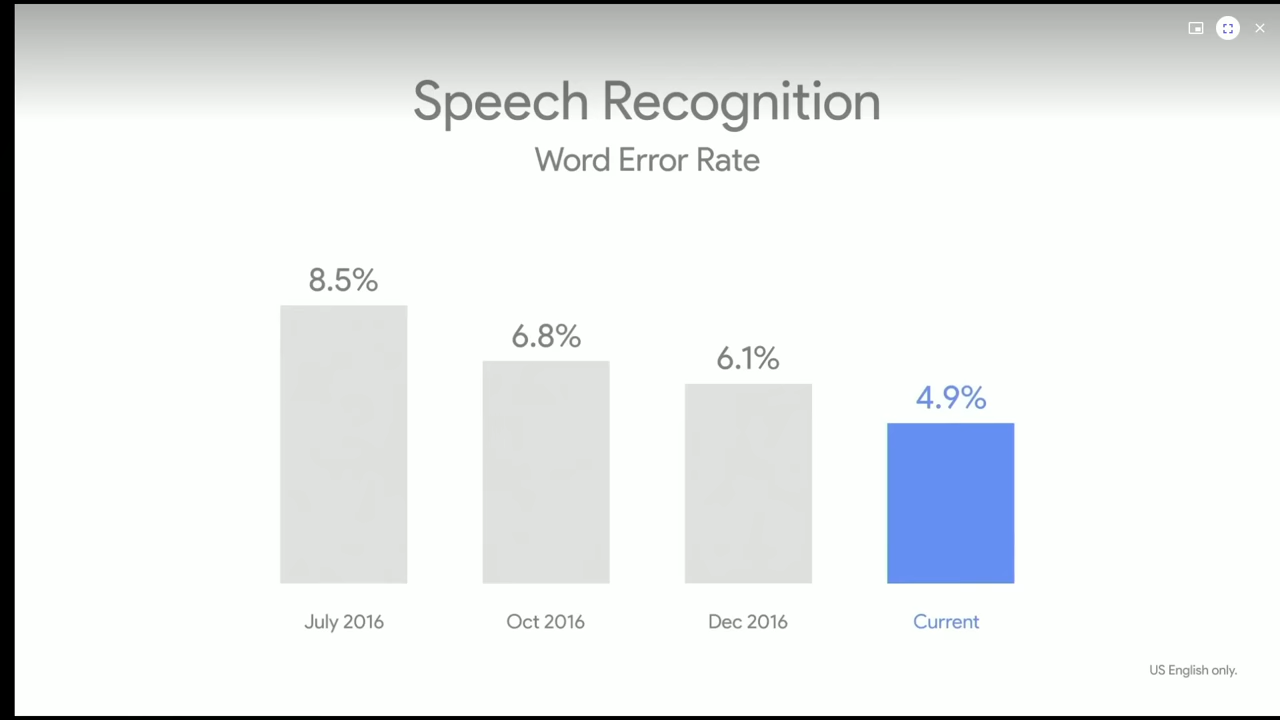 Speech Recognition
Word Error Rate
8.5%
6.8%
6.1%
4.9%
July 2016
Oct 2016
Dec 2016
Current
US English only.